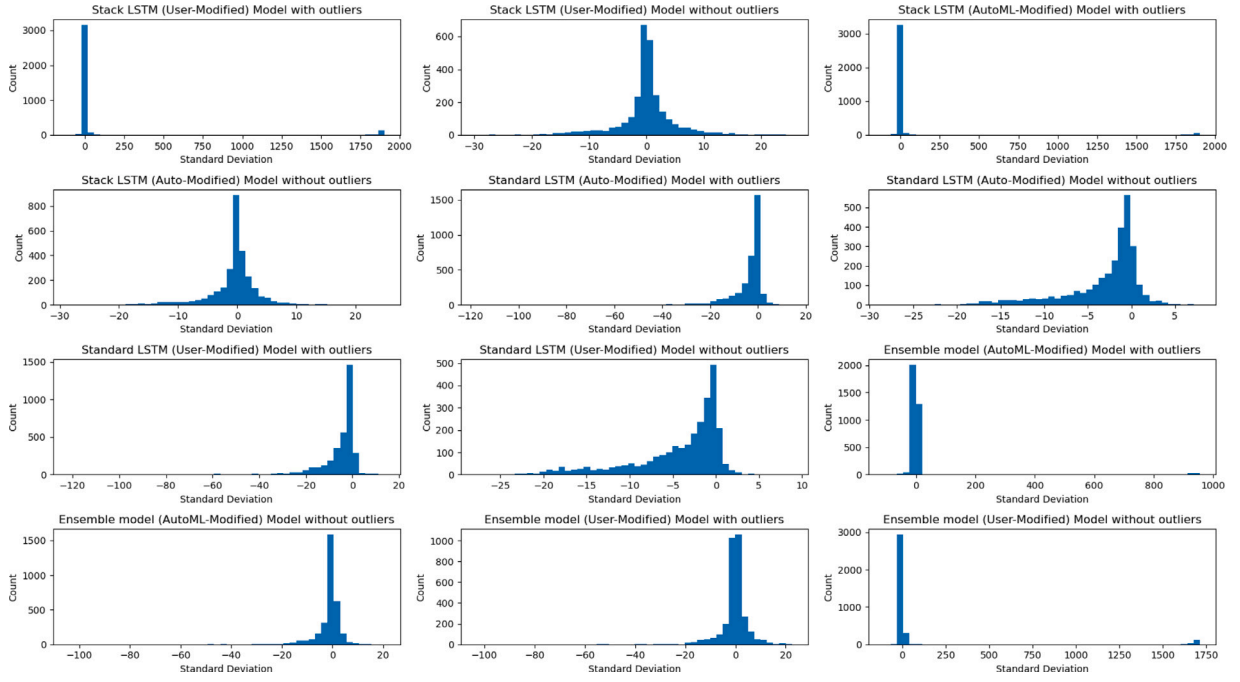 Stack LSTM (User-Modified) Model with outliers
Stack LSTM (User-Modified) Model without outliers
Stack LSTM (AutoML-Modified) Model with outliers
3000
2000
1000
0
Count
0 250 500 750 1000 1250 1500 1750 2000
Standard Deviation
600
400
200
0
Count
−30 −20 −10 0 10 20
Standard Deviation
3000
2000
1000
0
Count
0 250 500 750 1000 1250 1500 1750 2000
Standard Deviation
Stack LSTM (Auto-Modified) Model without outliers
Standard LSTM (Auto-Modified) Model with outliers
Standard LSTM (Auto-Modified) Model without outliers
800
600
400
200
0
Count
−30 −20 −10 0 10 20
Standard Deviation
1500
1000
500
0
Count
−120 −100 −80 −60 −40 −20 0 20
Standard Deviation
500
400
300
200
100
0
Count
−30 −25 −20 −15 −10 −5 0 5
Standard Deviation
Standard LSTM (User-Modified) Model with outliers
Standard LSTM (User-Modified) Model without outliers
Ensemble model (AutoML-Modified) Model with outliers
1500
1000
500
0
Count
−120 −100 −80 −60 −40 −20 0 20
Standard Deviation
500
400
300
200
100
0
Count
−25 −20 −15 −10 −5 0 5 10
Standard Deviation
2000
1500
1000
500
0
Count
0 200 400 600 800 1000
Standard Deviation
Ensemble model (AutoML-Modified) Model without outliers
Ensemble model (User-Modified) Model with outliers
Ensemble model (User-Modified) Model without outliers
1500
1000
500
0
Count
−100 −80 −60 −40 −20 0 20
Standard Deviation
1000
800
600
400
200
0
Count
−100 −80 −60 −40 −20 0 20
Standard Deviation
3000
2000
1000
0
Count
0 250 500 750 1000 1250 1500 1750
Standard Deviation